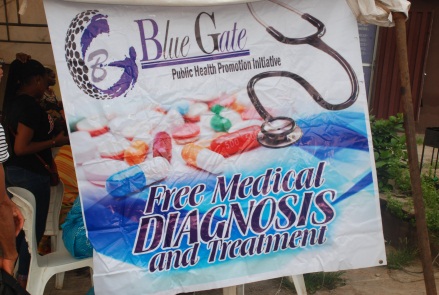 B
Blue Gate
Public Health Promotion Initiative
Free Medical
DIAGNOSIS
and Treatment